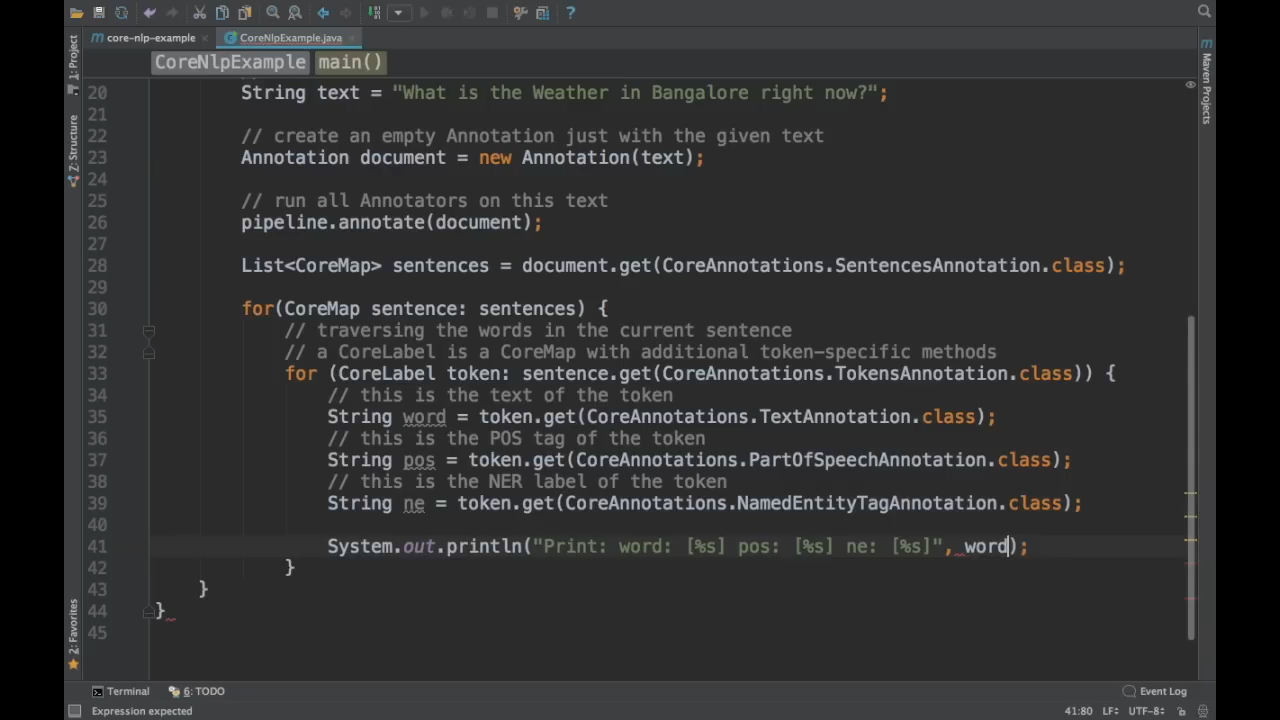 core-nlp-example
CoreNlpExample.java
CoreNlpExample main()
1: Project
Z: Structure
2: Favorites
Maven Projects
20 String text = "What is the Weather in Bangalore right now?";
21
22 // create an empty Annotation just with the given text
23 Annotation document = new Annotation(text);
24
25 // run all Annotators on this text
26 pipeline.annotate(document);
27
28 List<CoreMap> sentences = document.get(CoreAnnotations.SentencesAnnotation.class);
29
30 for(CoreMap sentence: sentences) {
31 // traversing the words in the current sentence
32 // a CoreLabel is a CoreMap with additional token-specific methods
33 for (CoreLabel token: sentence.get(CoreAnnotations.TokensAnnotation.class)) {
34 // this is the text of the token
35 String word = token.get(CoreAnnotations.TextAnnotation.class);
36 // this is the POS tag of the token
37 String pos = token.get(CoreAnnotations.PartOfSpeechAnnotation.class);
38 // this is the NER label of the token
39 String ne = token.get(CoreAnnotations.NamedEntityTagAnnotation.class);
40
41 System.out.println("Print: word: [%s] pos: [%s] ne: [%s]", word);
42 }
43 }
44 }
45
Terminal 6: TODO Event Log
Expression expected 41:80 LF÷ UTF-8÷